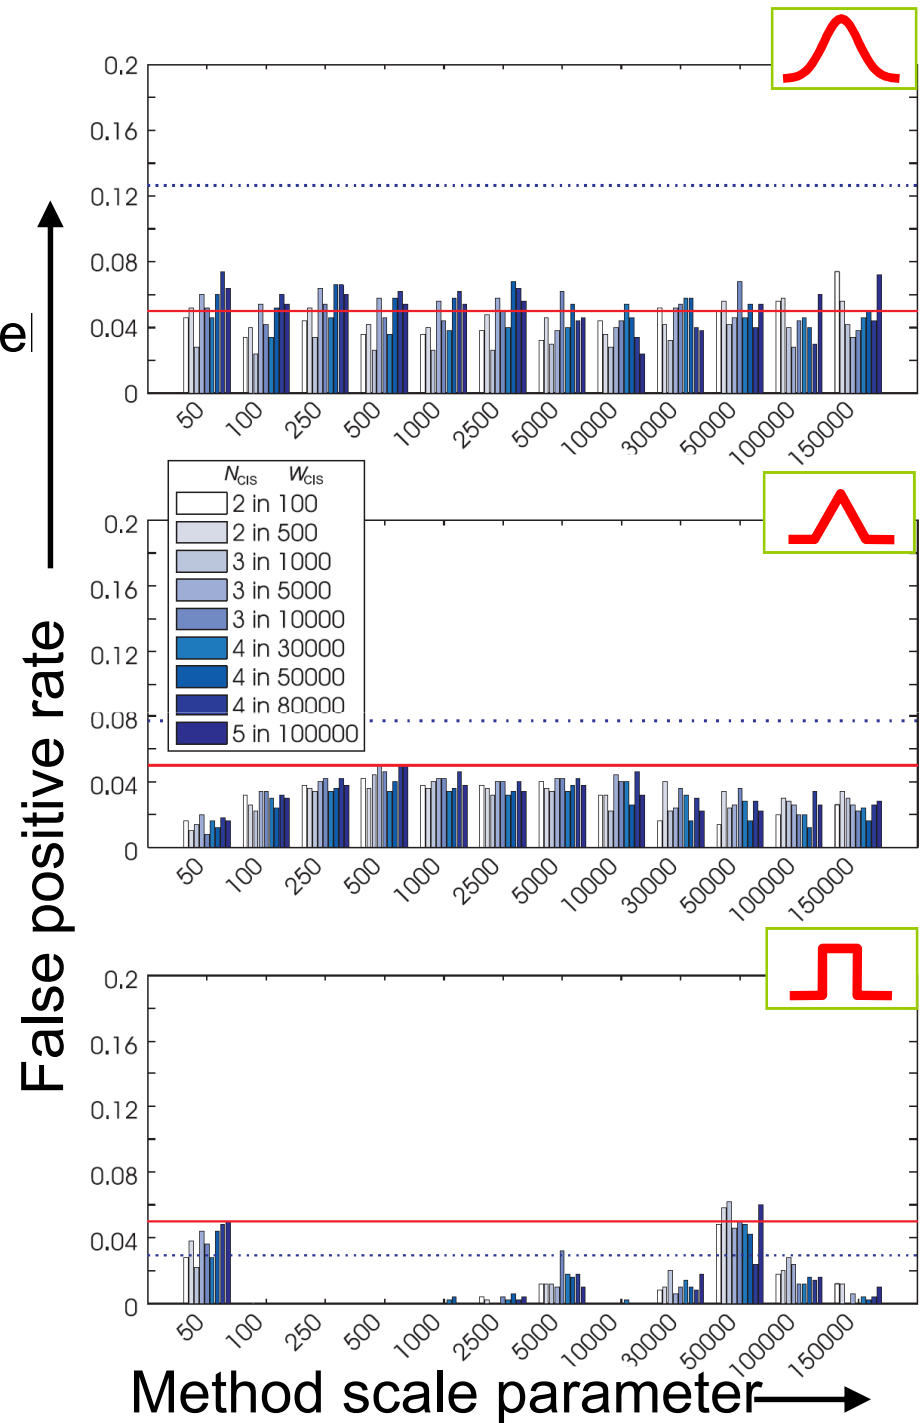 0.2
0.16
0.12
0.08
0.04
0
50 100 250 500 1000 2500 5000 10000 30000 50000 100000 150000
e
N CIS W CIS
2 in 100
2 in 500
3 in 1000
3 in 5000
3 in 10000
4 in 30000
4 in 50000
4 in 80000
5 in 100000
0.2
0.16
0.12
0.08
0.04
0
50 100 250 500 1000 2500 5000 10000 30000 50000 100000 150000
False positive rate
0.2
0.16
0.12
0.08
0.04
0
50 100 250 500 1000 2500 5000 10000 30000 50000 100000 150000
Method scale parameter